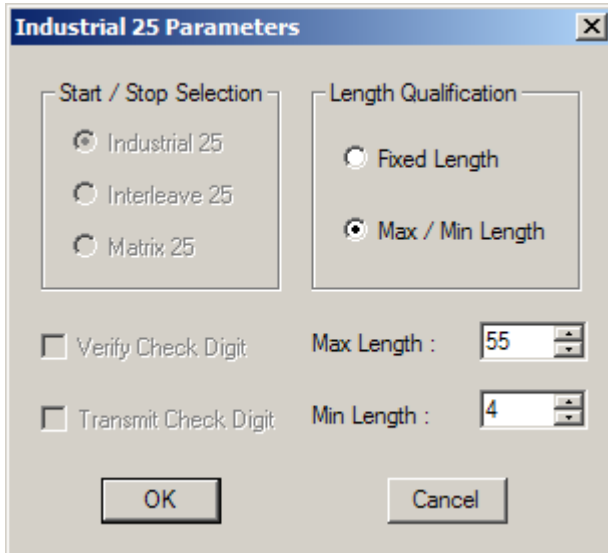 Industrial 25 Parameters
Start / Stop Selection
Industrial 25
Interleave 25
Matrix 25
Length Qualification
Fixed Length
Max / Min Length
Verify Check Digit
Max Length :
55
Transmit Check Digit
Min Length :
4
OK
Cancel